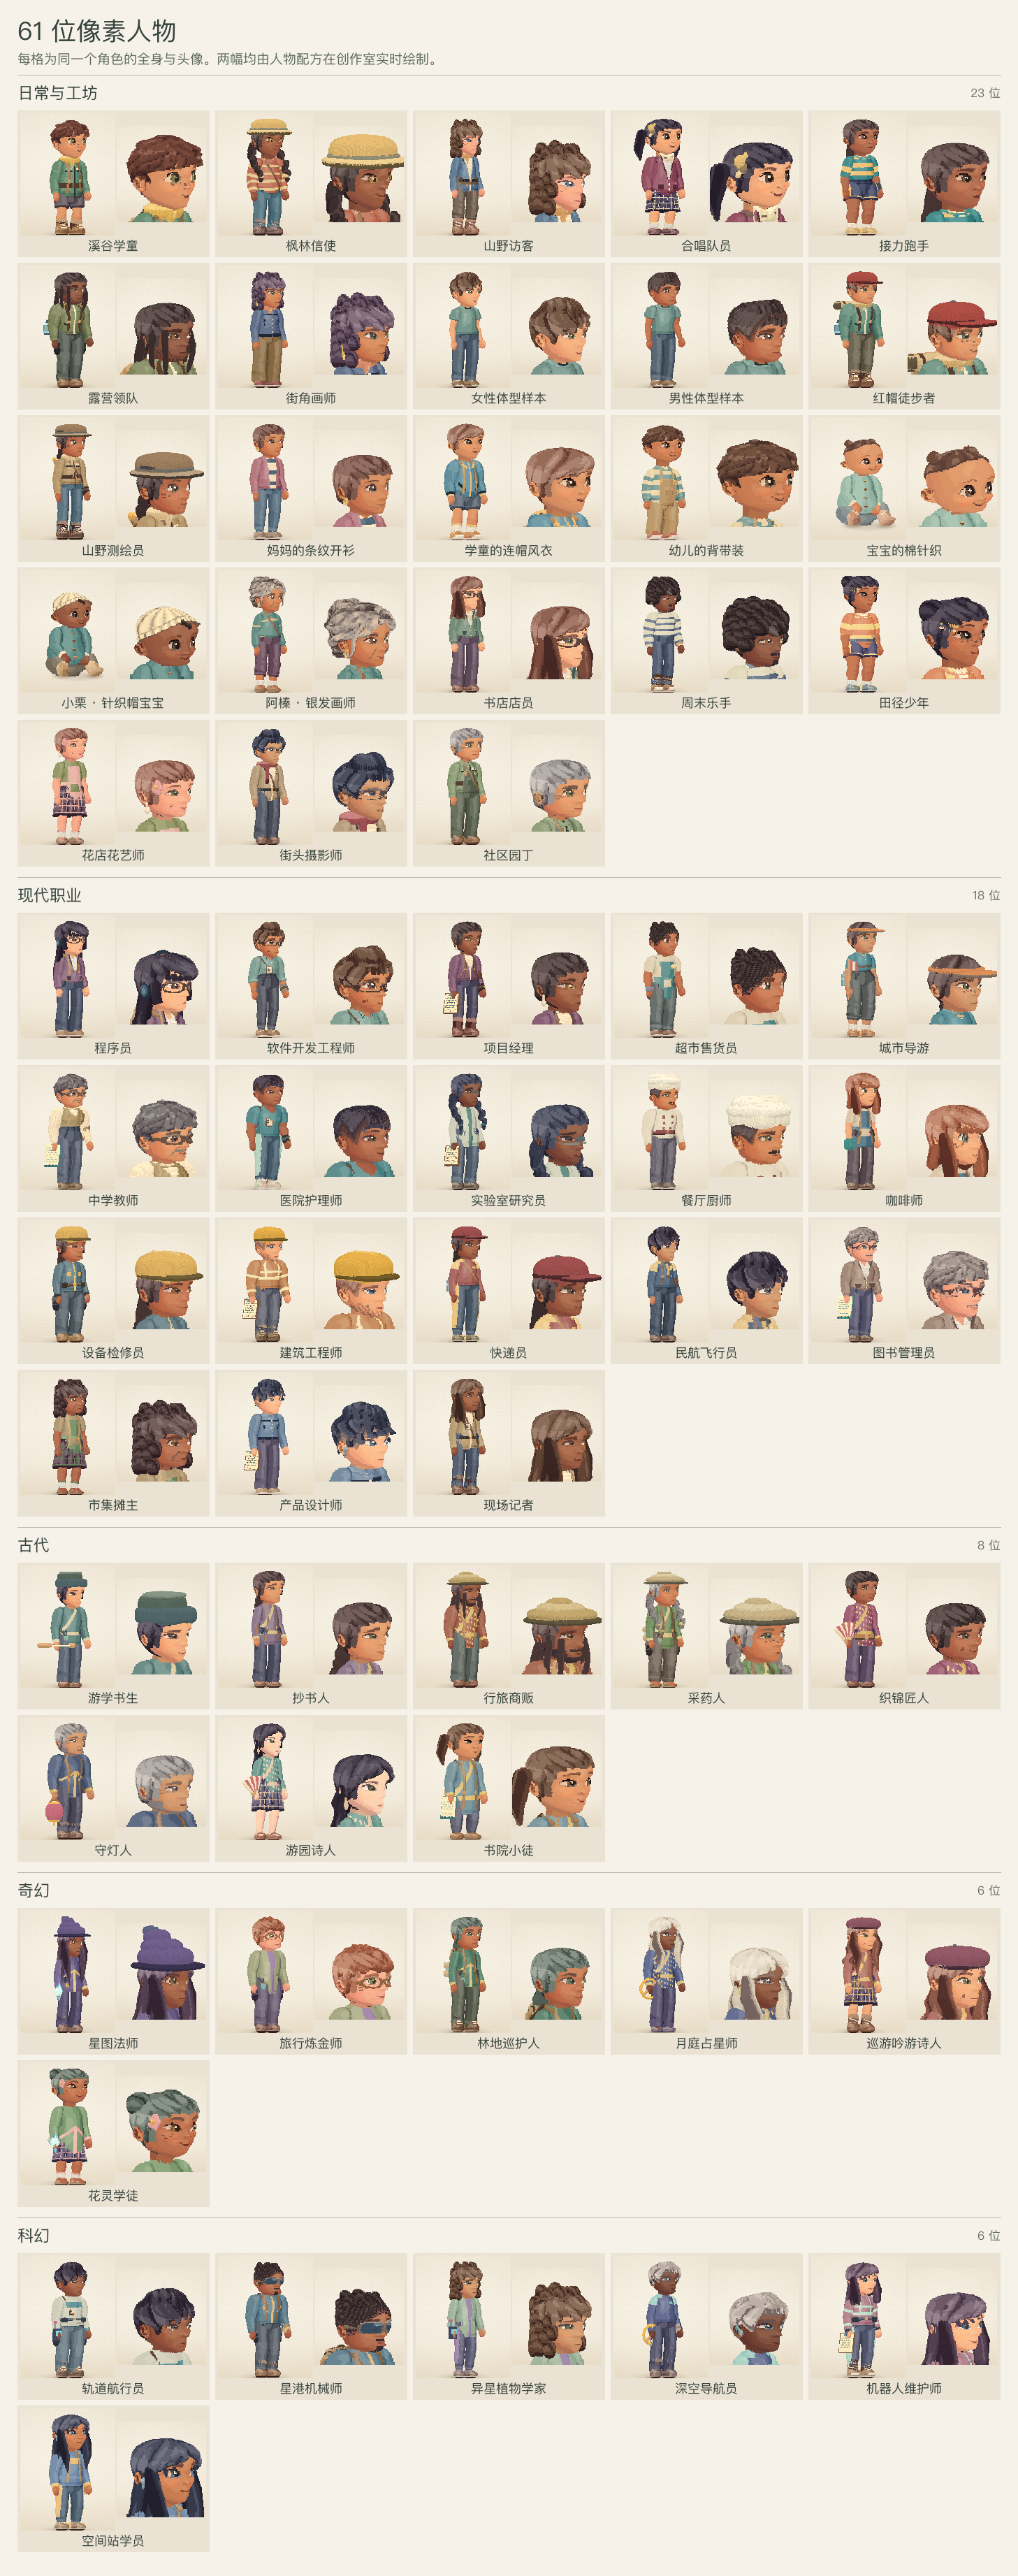 61 位像素人物
每格为同一个角色的全身与头像。两幅均由人物配方在创作室实时绘制。
日常与工坊 23 位
溪谷学童 枫林信使 山野访客 合唱队员 接力跑手
露营领队 街角画师 女性体型样本 男性体型样本 红帽徒步者
山野测绘员 妈妈的条纹开衫 学童的连帽风衣 幼儿的背带装 宝宝的棉针织
小栗 · 针织帽宝宝 阿榛 · 银发画师 书店店员 周末乐手 田径少年
花店花艺师 街头摄影师 社区园丁
现代职业 18 位
程序员 软件开发工程师 项目经理 超市售货员 城市导游
中学教师 医院护理师 实验室研究员 餐厅厨师 咖啡师
设备检修员 建筑工程师 快递员 民航飞行员 图书管理员
市集摊主 产品设计师 现场记者
古代 8 位
游学书生 抄书人 行旅商贩 采药人 织锦匠人
守灯人 游园诗人 书院小徒
奇幻 6 位
星图法师 旅行炼金师 林地巡护人 月庭占星师 巡游吟游诗人
花灵学徒
科幻 6 位
轨道航行员 星港机械师 异星植物学家 深空导航员 机器人维护师
空间站学员